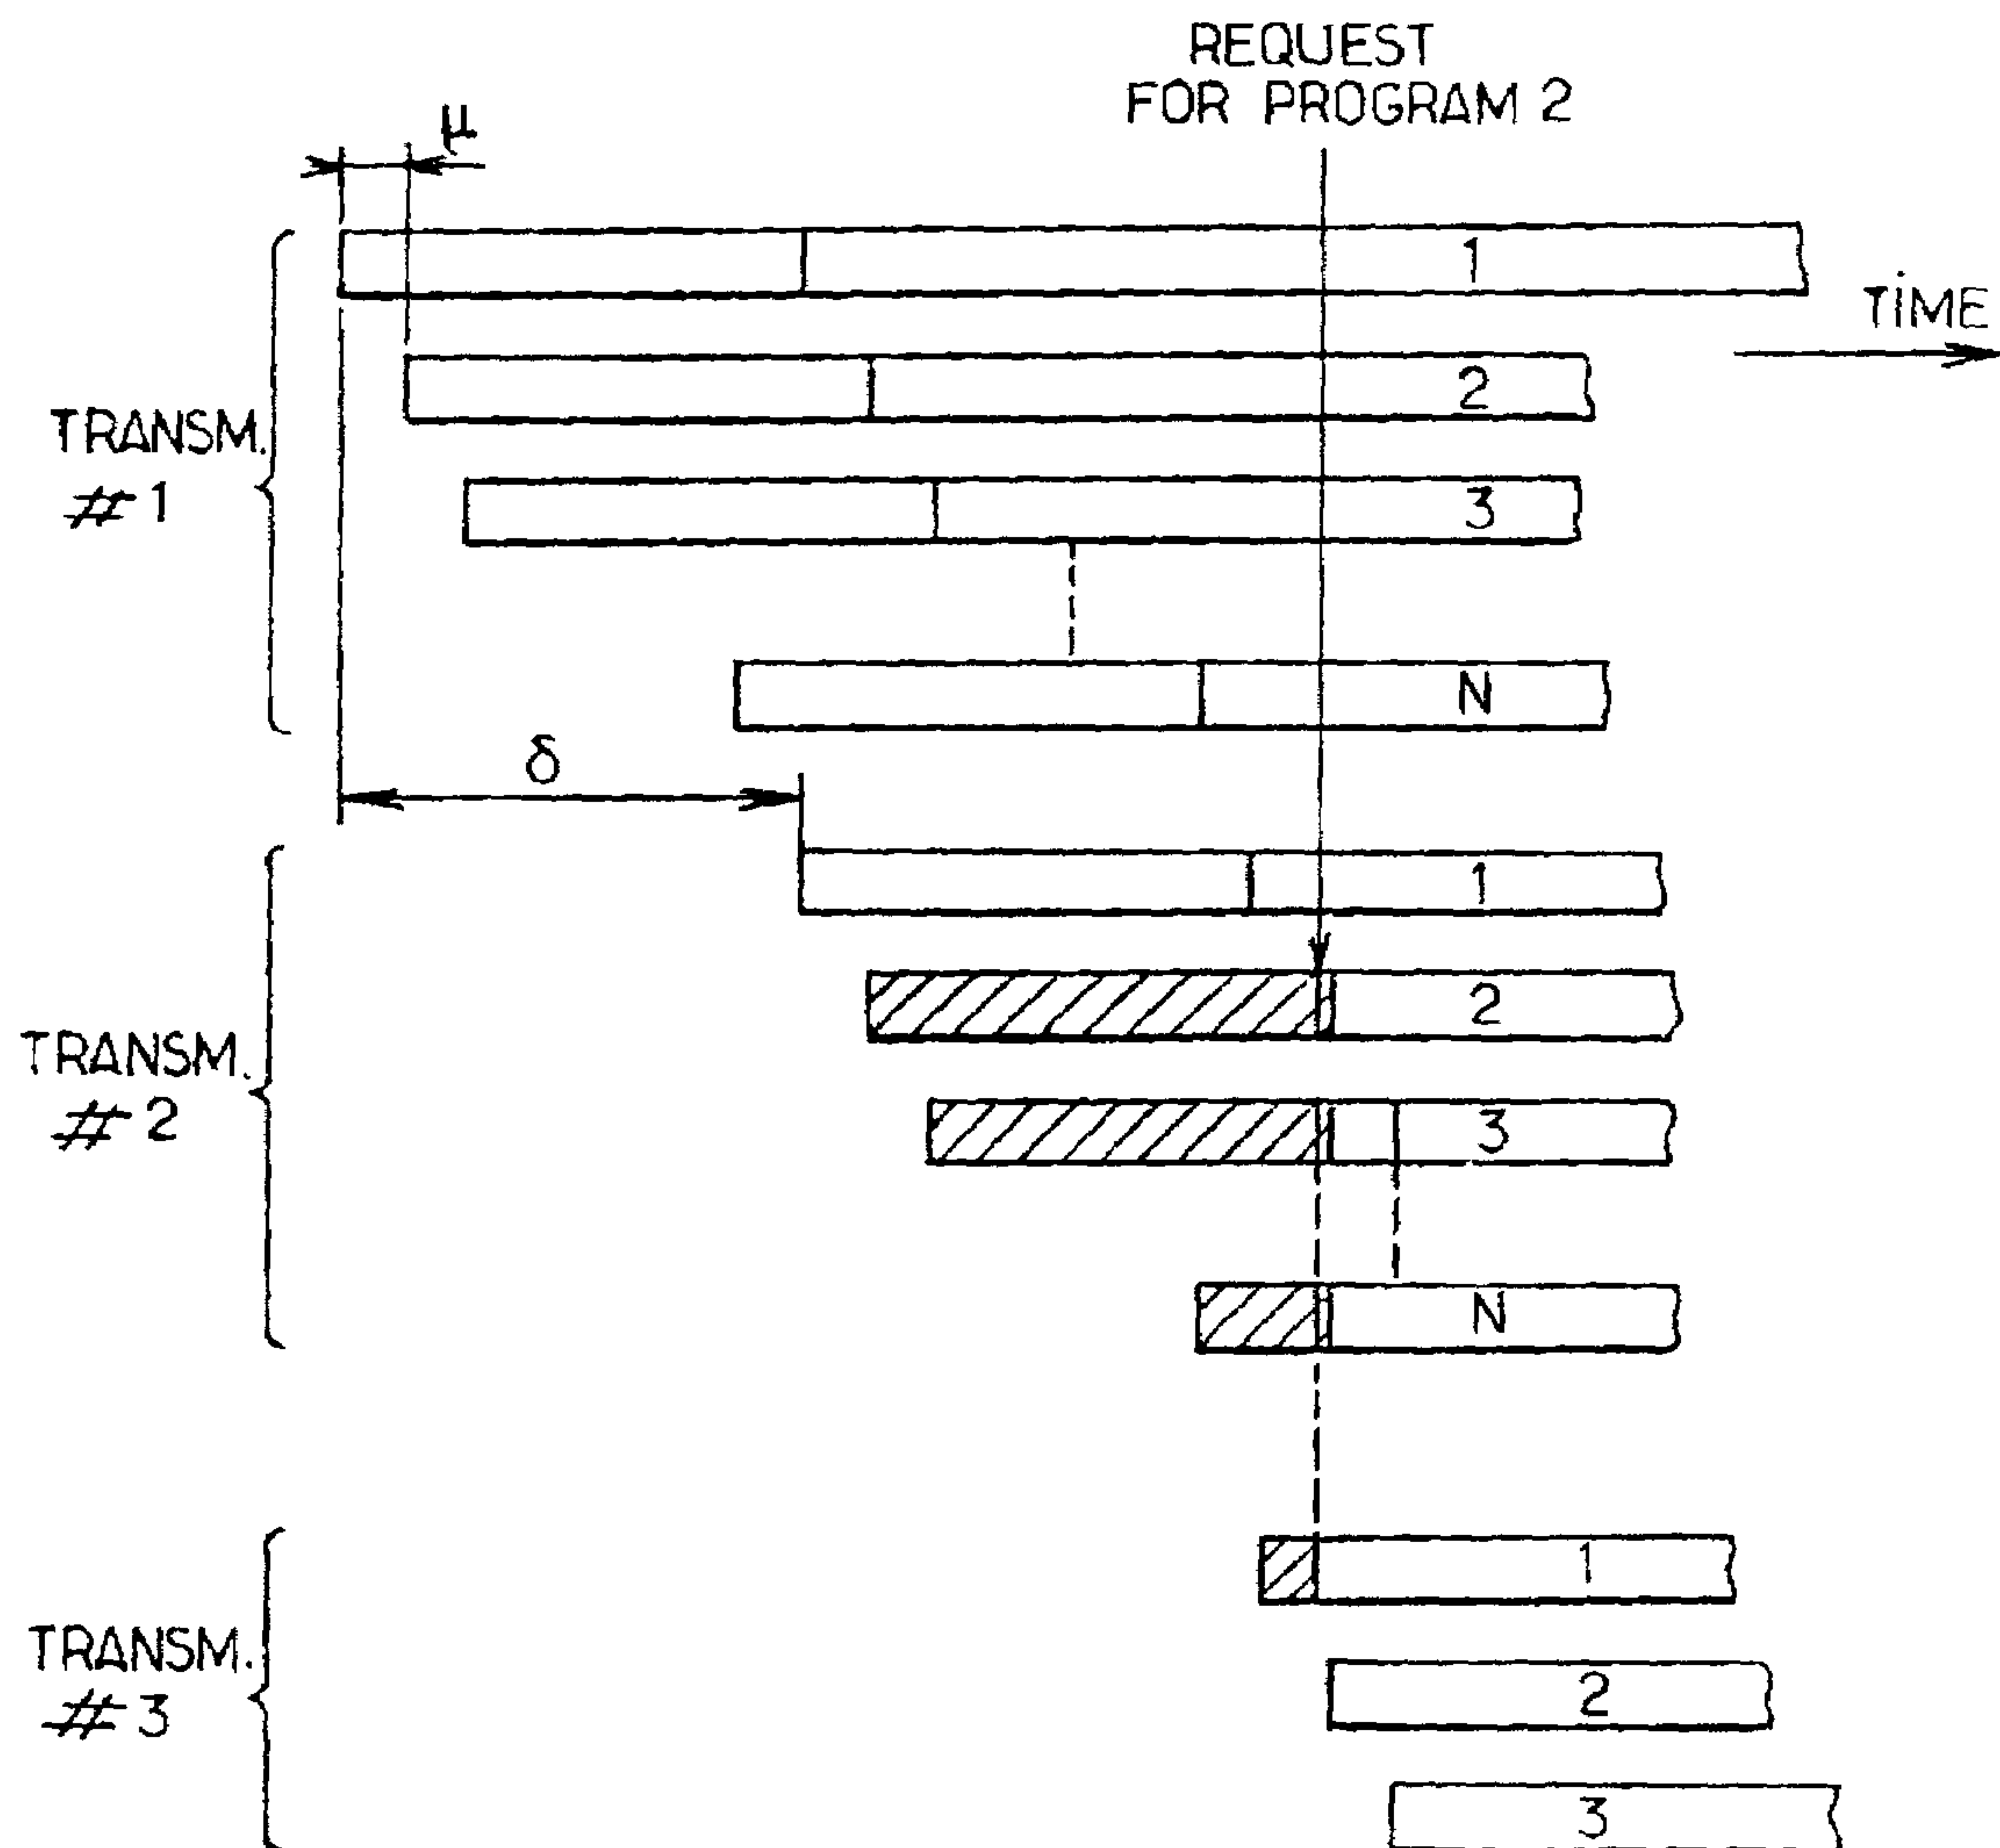 REQUEST
FOR PROGRAM 2
μ
1
TIME
2
TRANSM.
# 1
3
N
δ
1
2
TRANSM.
# 2
3
N
1
TRANSM.
# 3
2
3